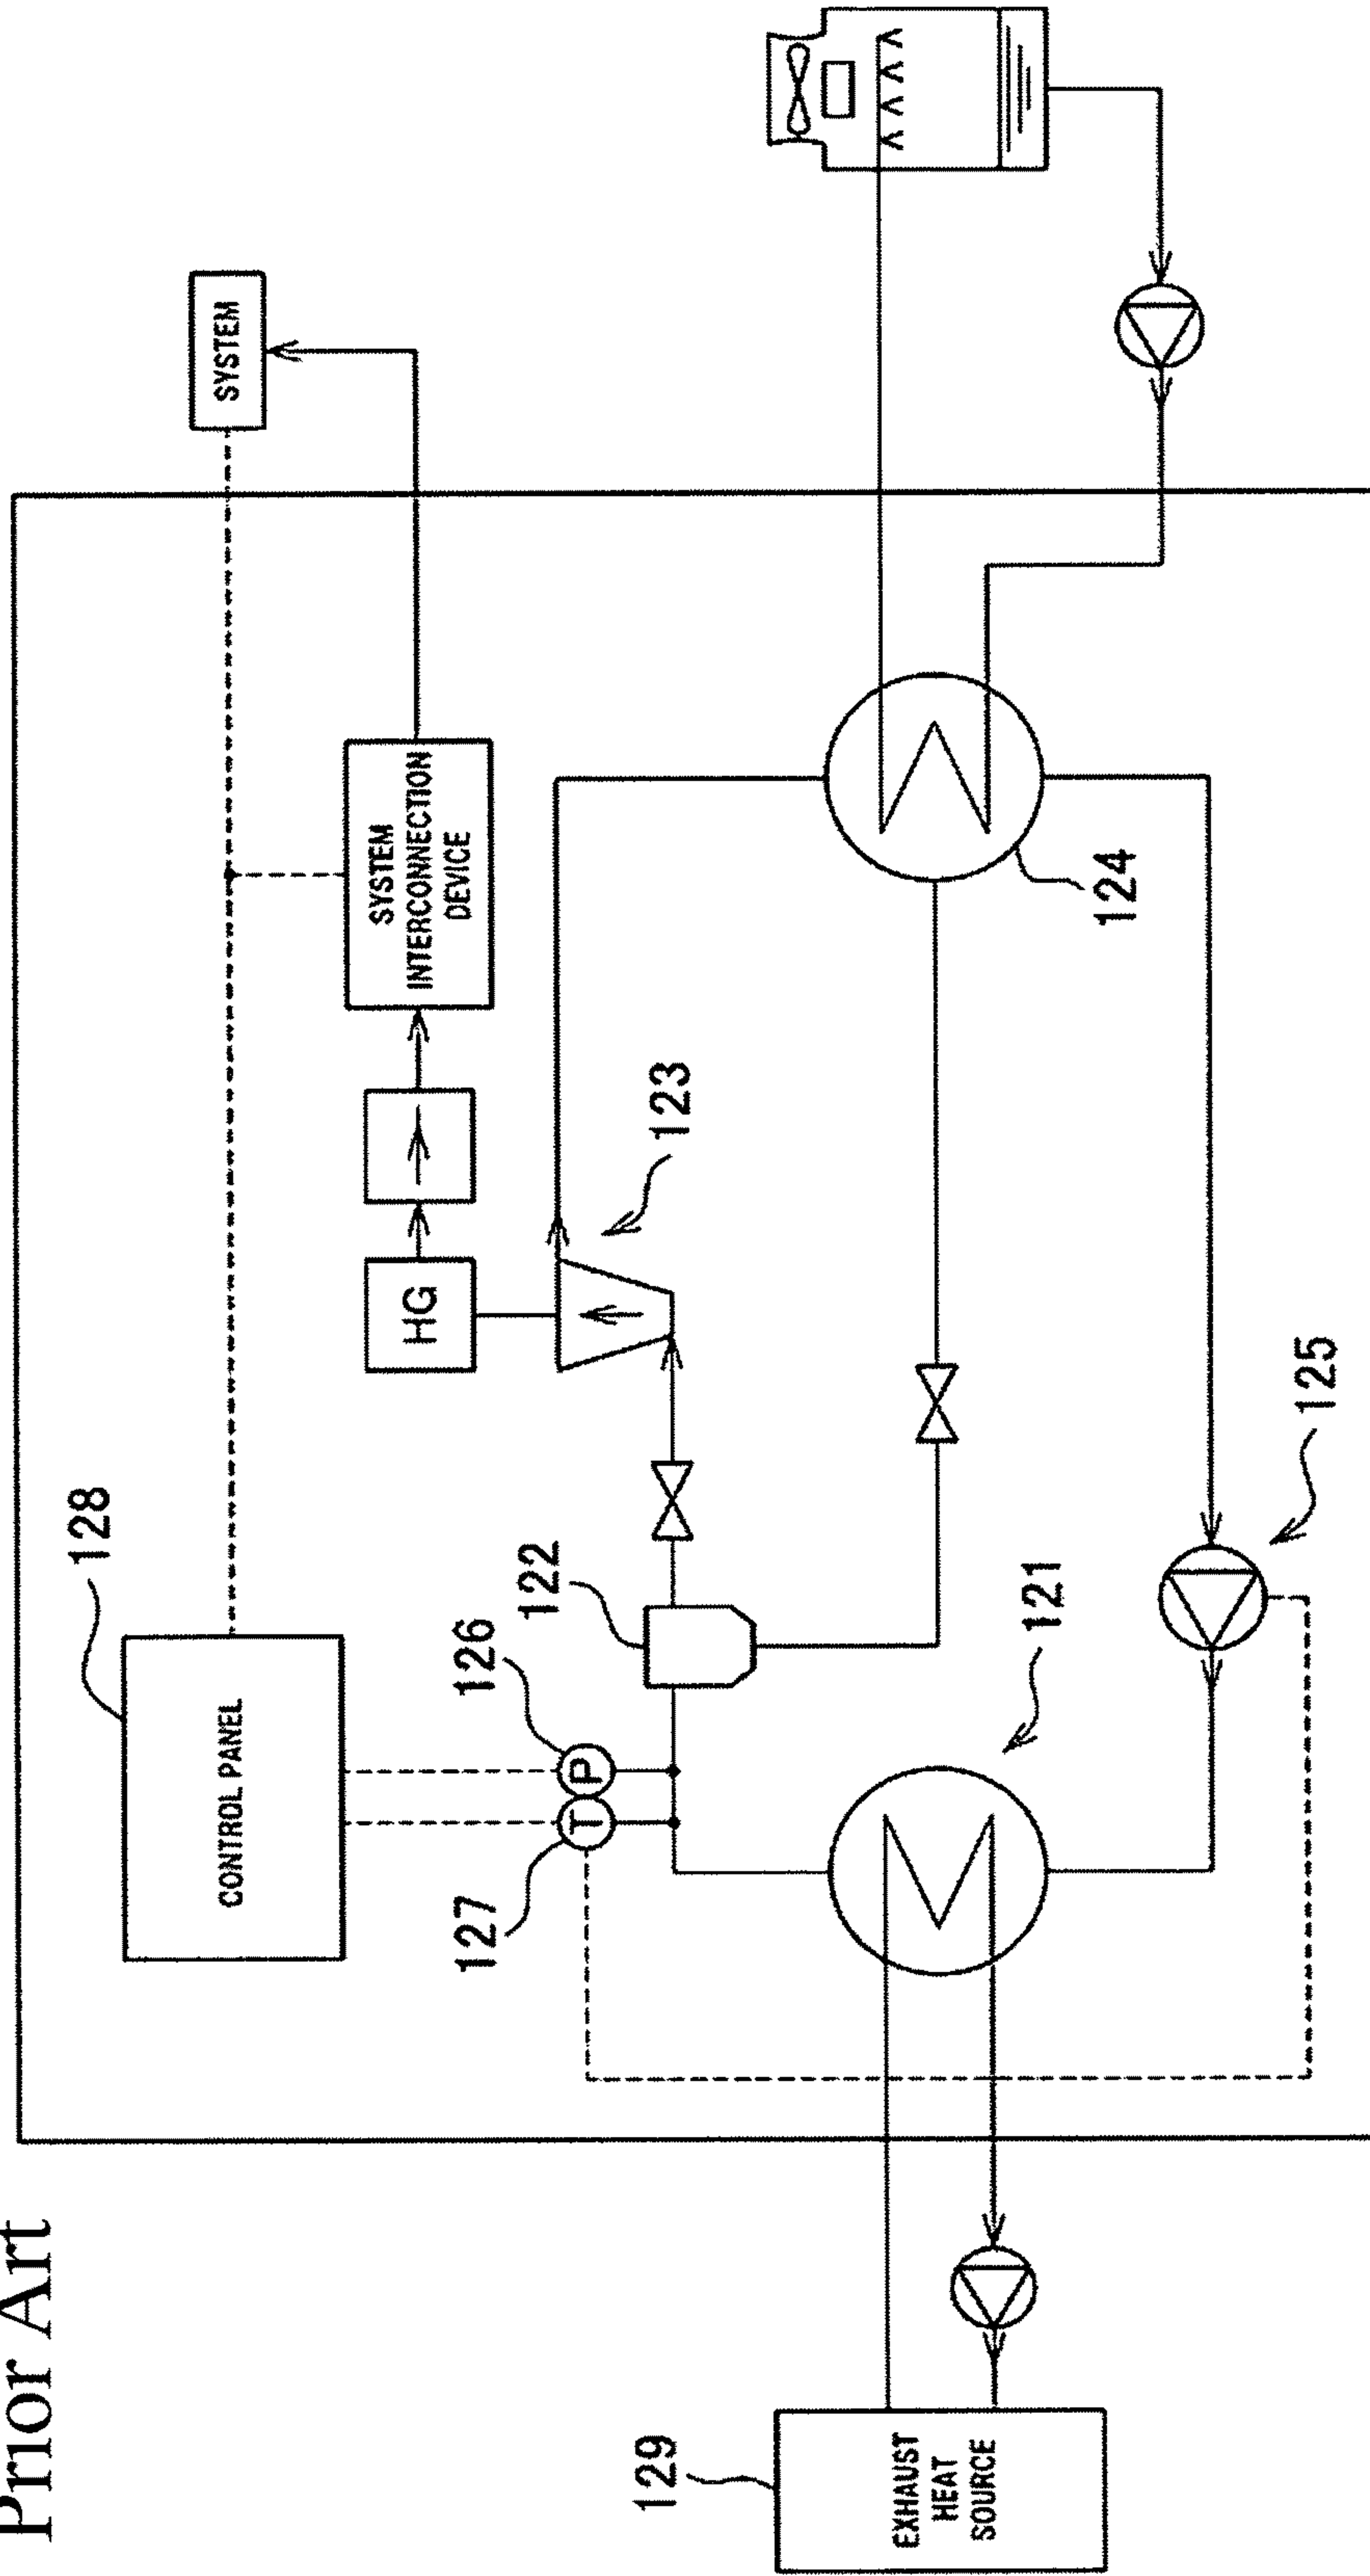 Prior Art
128
CONTROL PANEL
SYSTEM
127
126
122
HG
SYSTEM
INTERCONNECTION
DEVICE
T
P
123
129
EXHAUST
HEAT
SOURCE
121
124
125